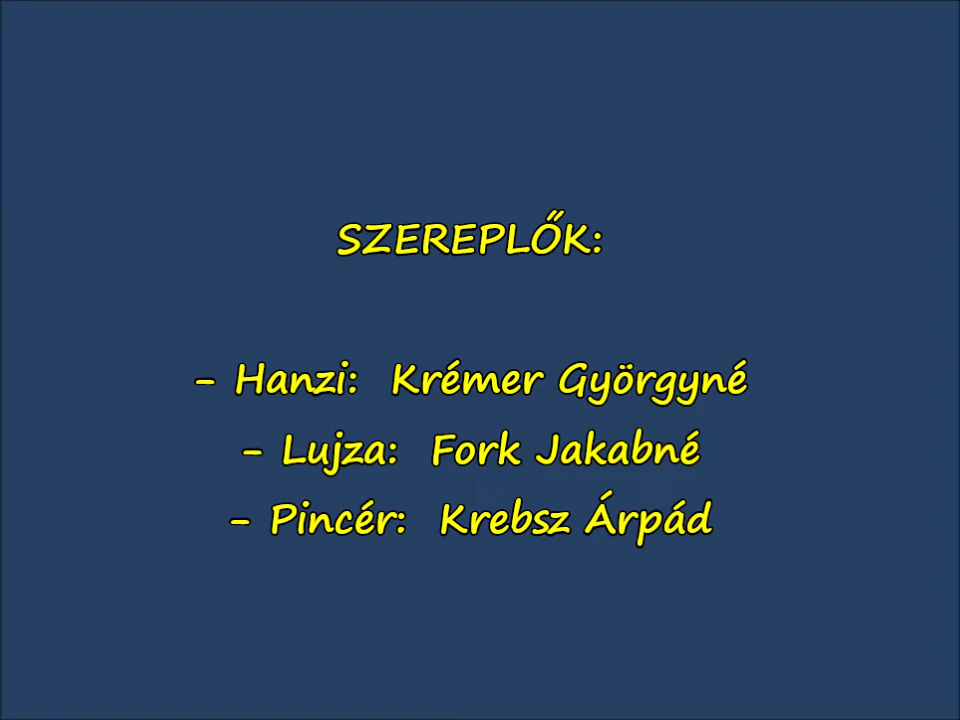 SZEREPLŐK:
- Hanzi: Krémer Györgyné
- Lujza: Fork Jakabné
- Pincér: Krebsz Árpád